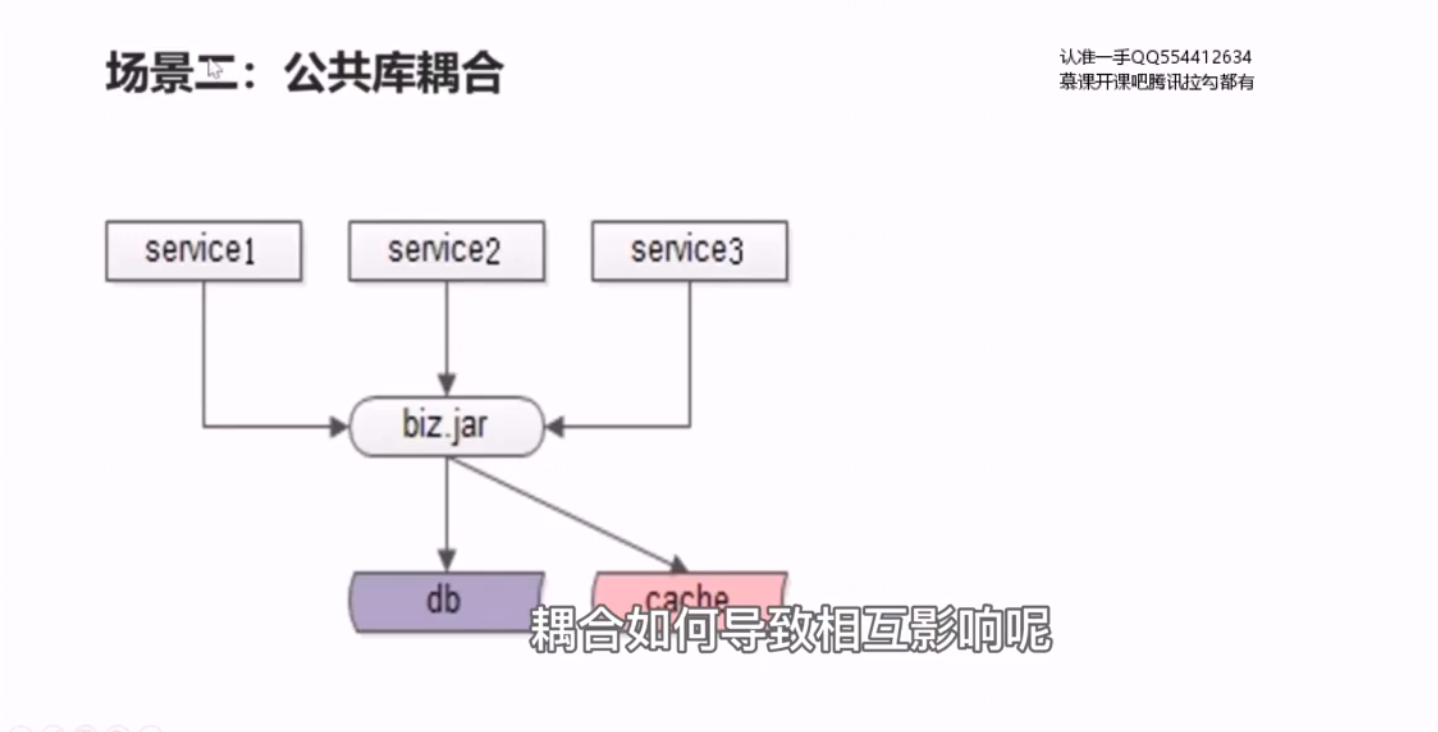 场景二：公共库耦合
认准一手QQ554412634
慕课开课吧腾讯拉勾都有
service1
service2
service3
biz.jar
db
cache
耦合如何导致相互影响呢